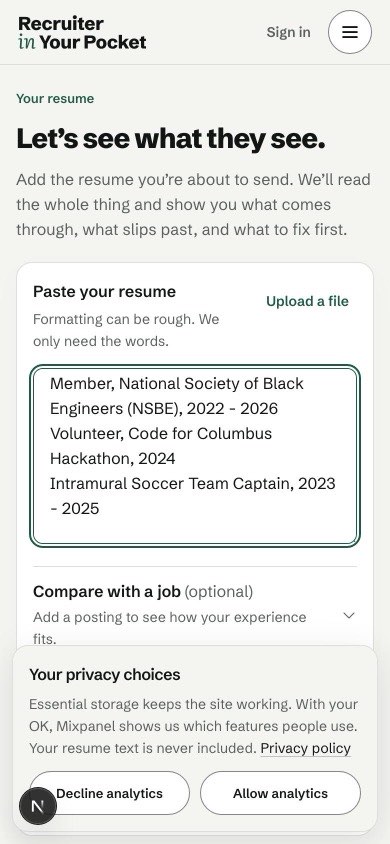 Recruiter
in Your Pocket
Sign in
Your resume
Let's see what they see.
Add the resume you're about to send. We'll read
the whole thing and show you what comes
through, what slips past, and what to fix first.
Paste your resume
Upload a file
Formatting can be rough. We
only need the words.
Member, National Society of Black
Engineers (NSBE), 2022 - 2026
Volunteer, Code for Columbus
Hackathon, 2024
Intramural Soccer Team Captain, 2023
- 2025
Compare with a job (optional)
Add a posting to see how your experience
fits.
Your privacy choices
Essential storage keeps the site working. With your
OK, Mixpanel shows us which features people use.
Your resume text is never included. Privacy policy
Decline analytics
Allow analytics
N